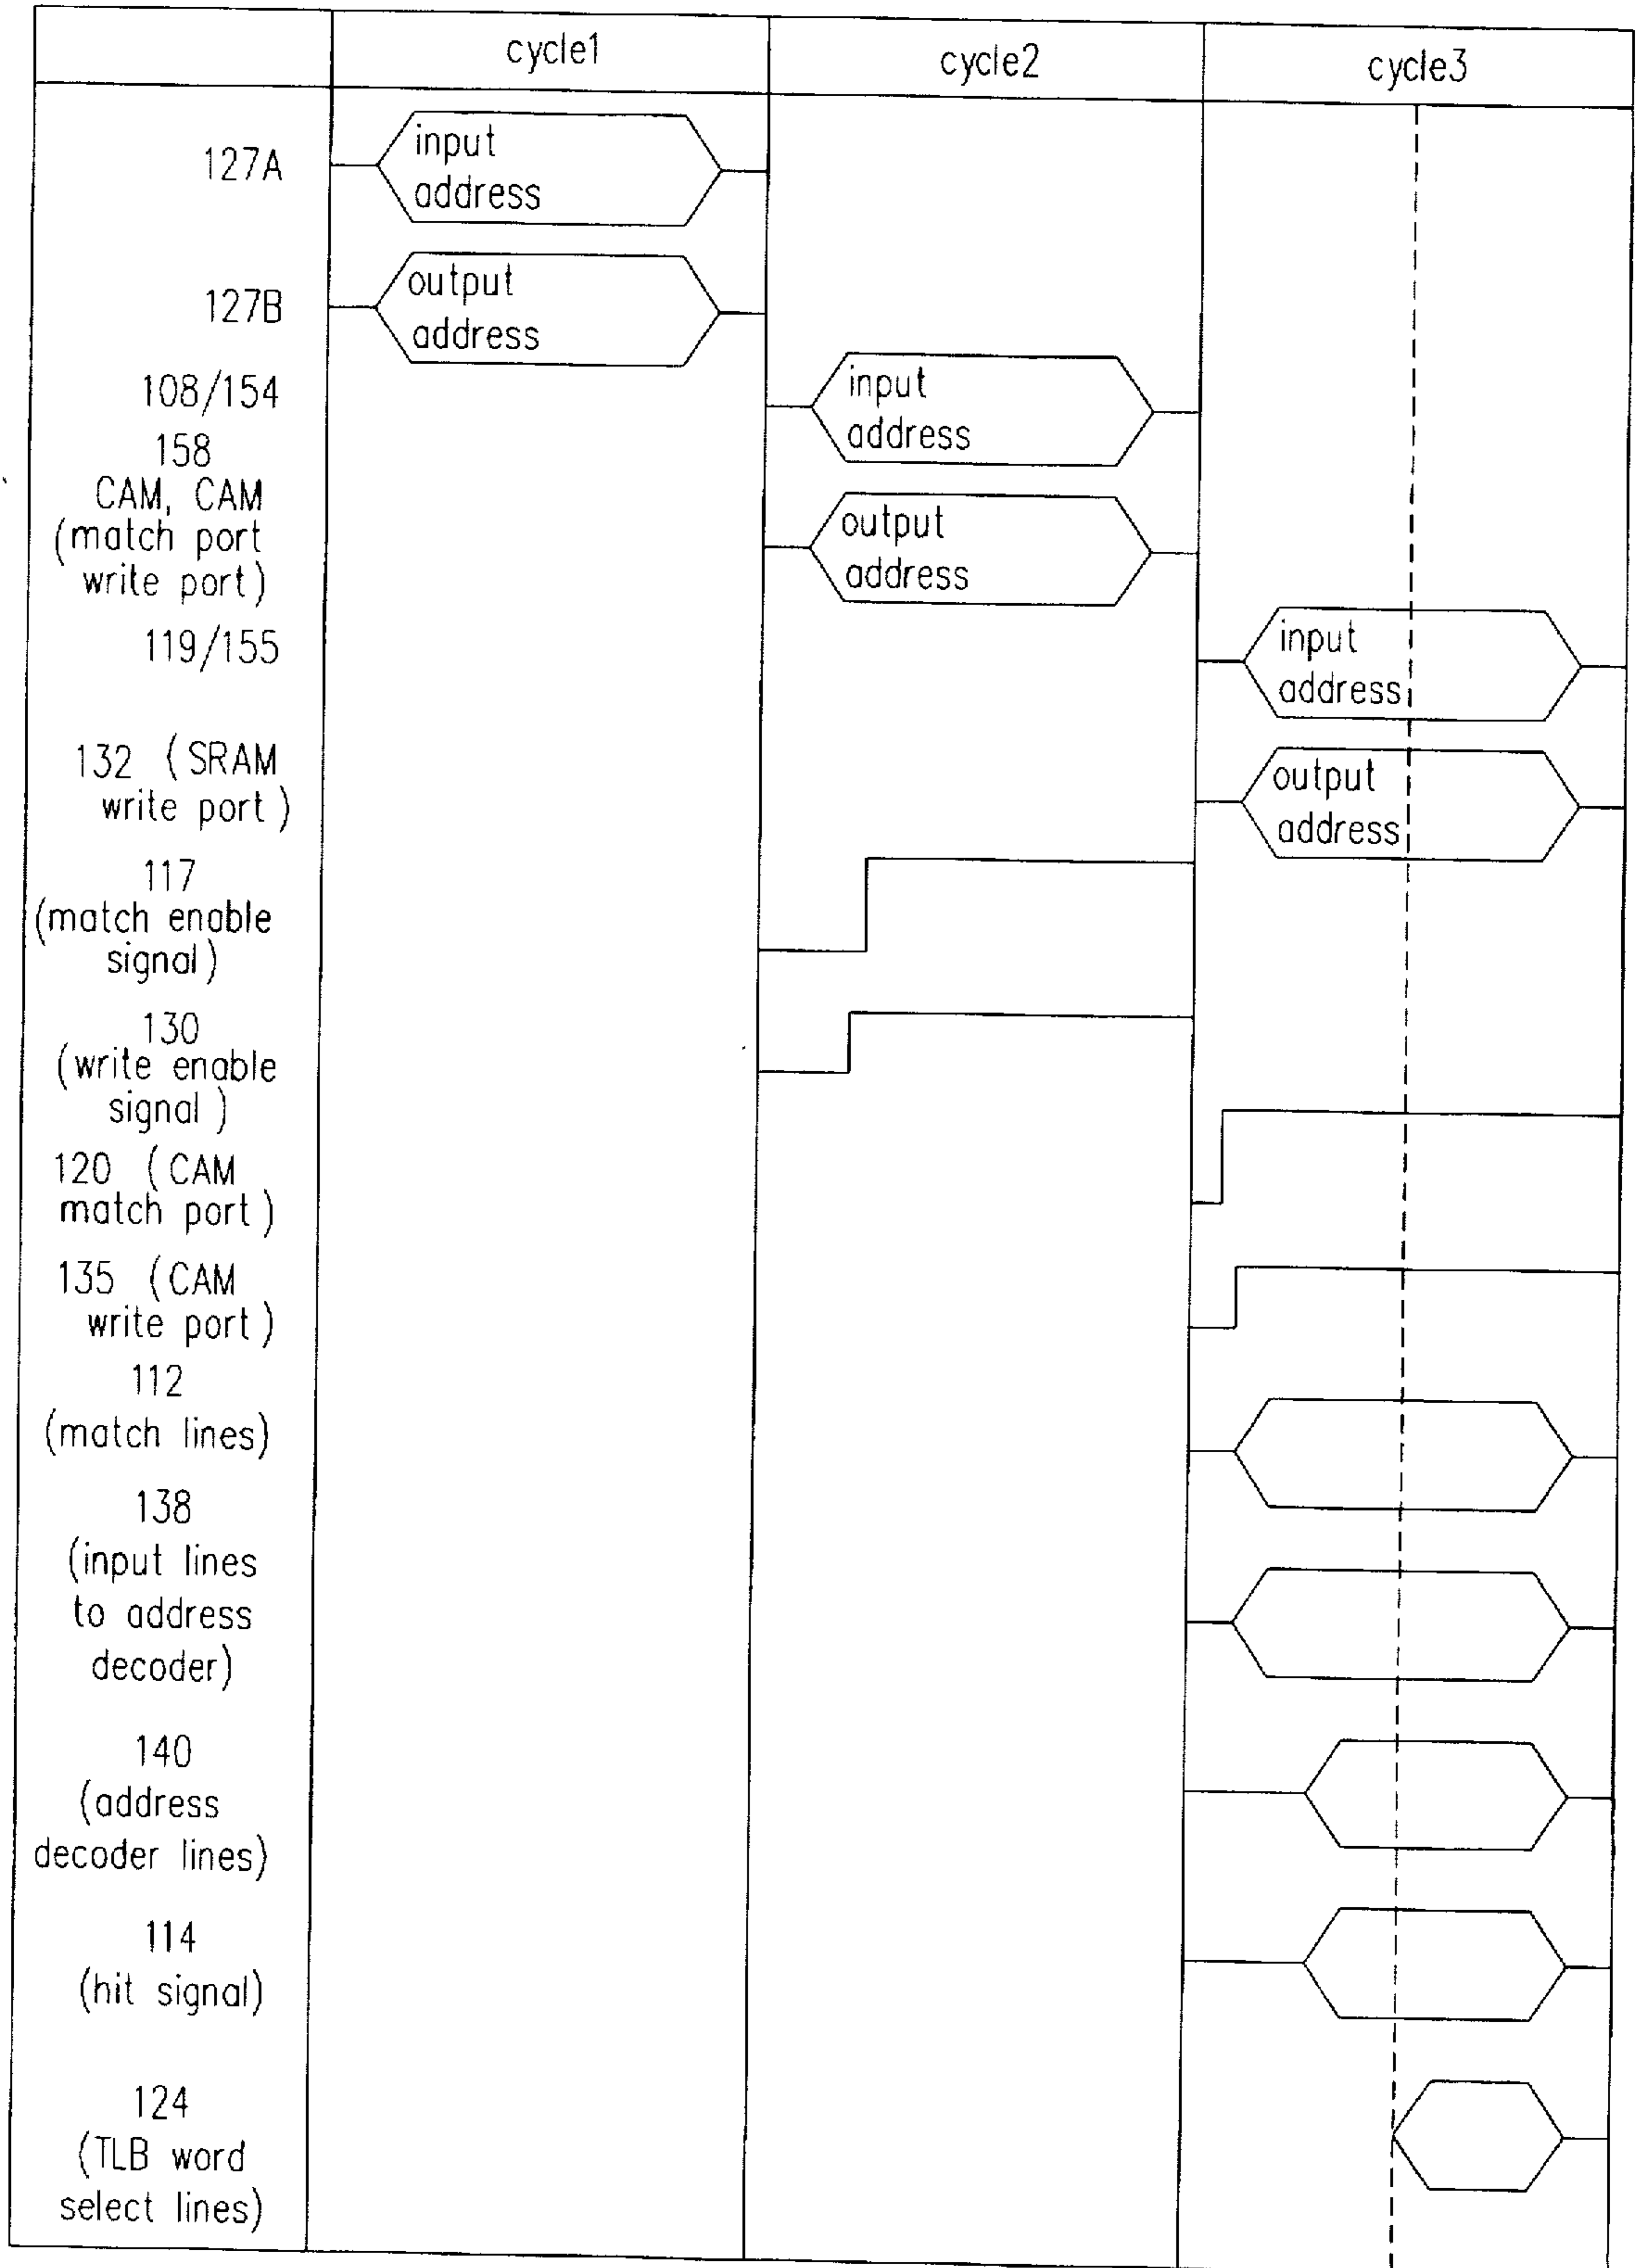 cycle1
cycle2
cycle3
127A
input
address
127B
output
address
108/154
input
address
158
CAM, CAM
(match port
write port)
output
address
119/155
input
address
132 (SRAM
write port)
output
address
117
(match enable
signal)
130
(write enable
signal)
120 (CAM
match port)
135 (CAM
write port)
112
(match lines)
138
(input lines
to address
decoder)
140
(address
decoder lines)
114
(hit signal)
124
(TLB word
select lines)